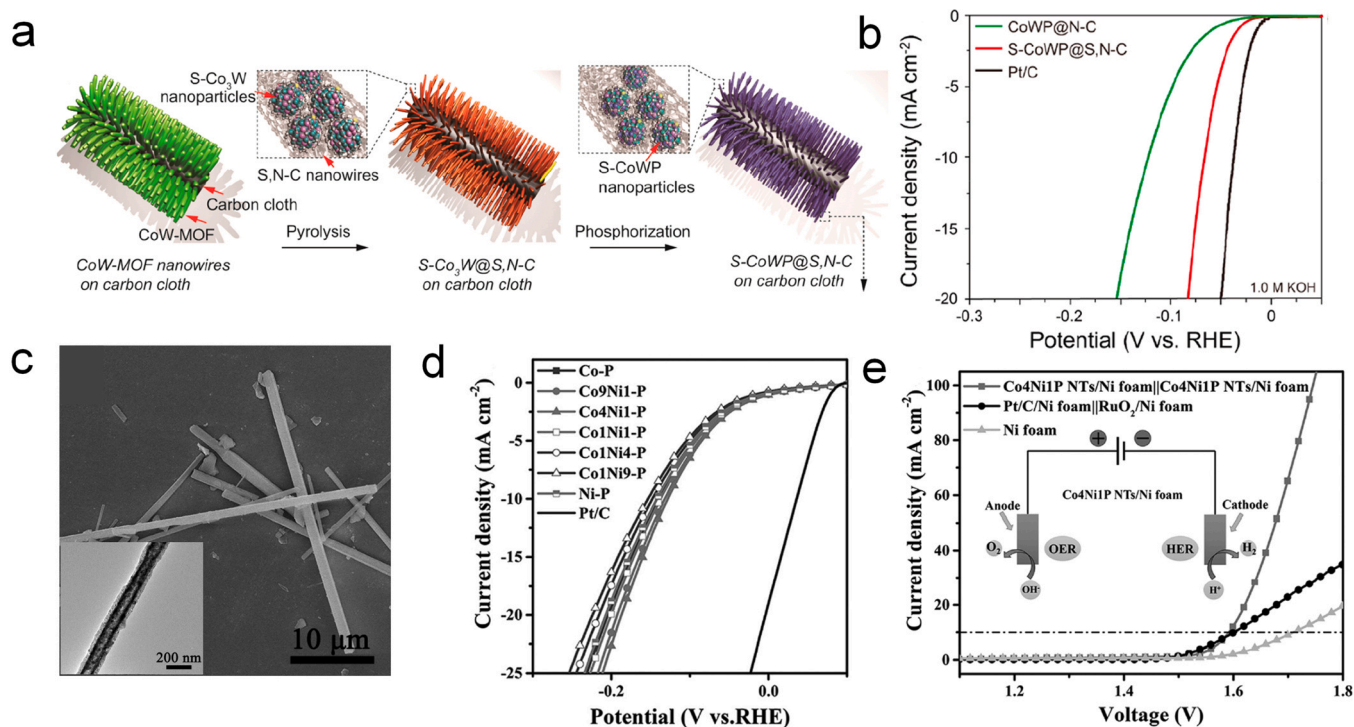 a
S-Co₃W
nanoparticles
S,N-C nanowires
Carbon cloth
CoW-MOF
Pyrolysis
CoW-MOF nanowires
on carbon cloth
S-Co₃W@S,N-C
on carbon cloth
S-CoWP
nanoparticles
Phosphorization
S-CoWP@S,N-C
on carbon cloth
b
CoWP@N-C
S-CoWP@S,N-C
Pt/C
0
-5
-10
-15
-20
Current density (mA cm⁻²)
1.0 M KOH
-0.3
-0.2
-0.1
0
Potential (V vs. RHE)
c
200 nm
10 μm
d
Co-P
Co9Ni1-P
Co4Ni1-P
Co1Ni1-P
Co1Ni4-P
Co1Ni9-P
Ni-P
Pt/C
0
-5
-10
-15
-20
-25
Current density (mA cm⁻²)
-0.2
0.0
Potential (V vs.RHE)
e
Co4Ni1P NTs/Ni foam||Co4Ni1P NTs/Ni foam
Pt/C/Ni foam||RuO₂/Ni foam
Ni foam
+
−
Co4Ni1P NTs/Ni foam
Anode
Cathode
O₂
OER
HER
H₂
OH⁻
H⁺
100
80
60
40
20
0
Current density (mA cm⁻²)
1.2
1.4
1.6
1.8
Voltage (V)